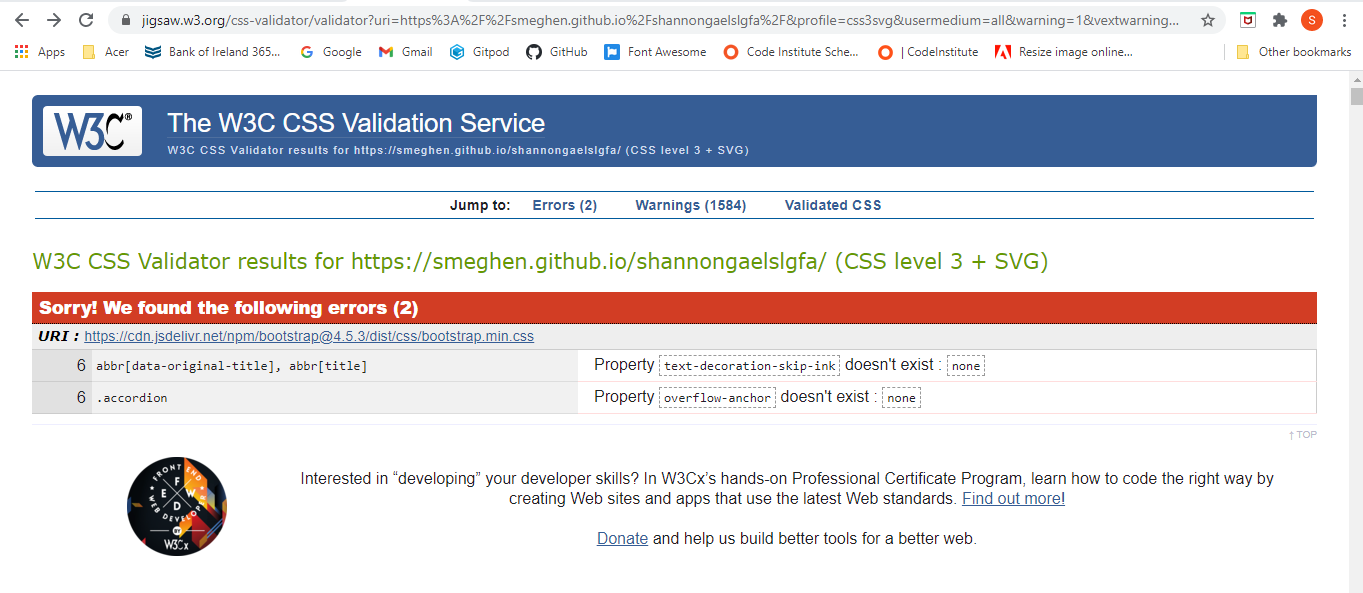 jigsaw.w3.org/css-validator/validator?uri=https%3A%2F%2Fsmeghen.github.io%2Fshannongaelslgfa%2F&profile=css3svg&usermedium=all&warning=1&vextwarning...
S
Apps Acer Bank of Ireland 365... Google Gmail Gitpod GitHub Font Awesome Code Institute Sche... | CodeInstitute Resize image online... Other bookmarks
W3C® The W3C CSS Validation Service
W3C CSS Validator results for https://smeghen.github.io/shannongaelslgfa/ (CSS level 3 + SVG)
Jump to: Errors (2) Warnings (1584) Validated CSS
W3C CSS Validator results for https://smeghen.github.io/shannongaelslgfa/ (CSS level 3 + SVG)
Sorry! We found the following errors (2)
URI : https://cdn.jsdelivr.net/npm/bootstrap@4.5.3/dist/css/bootstrap.min.css
6 abbr[data-original-title], abbr[title] Property text-decoration-skip-ink doesn't exist : none
6 .accordion Property overflow-anchor doesn't exist : none
↑ TOP
FRONT END
WEB DEVELOPER
F
E W
D
BY
W3Cx
Interested in “developing” your developer skills? In W3Cx’s hands-on Professional Certificate Program, learn how to code the right way by
creating Web sites and apps that use the latest Web standards. Find out more!
Donate and help us build better tools for a better web.